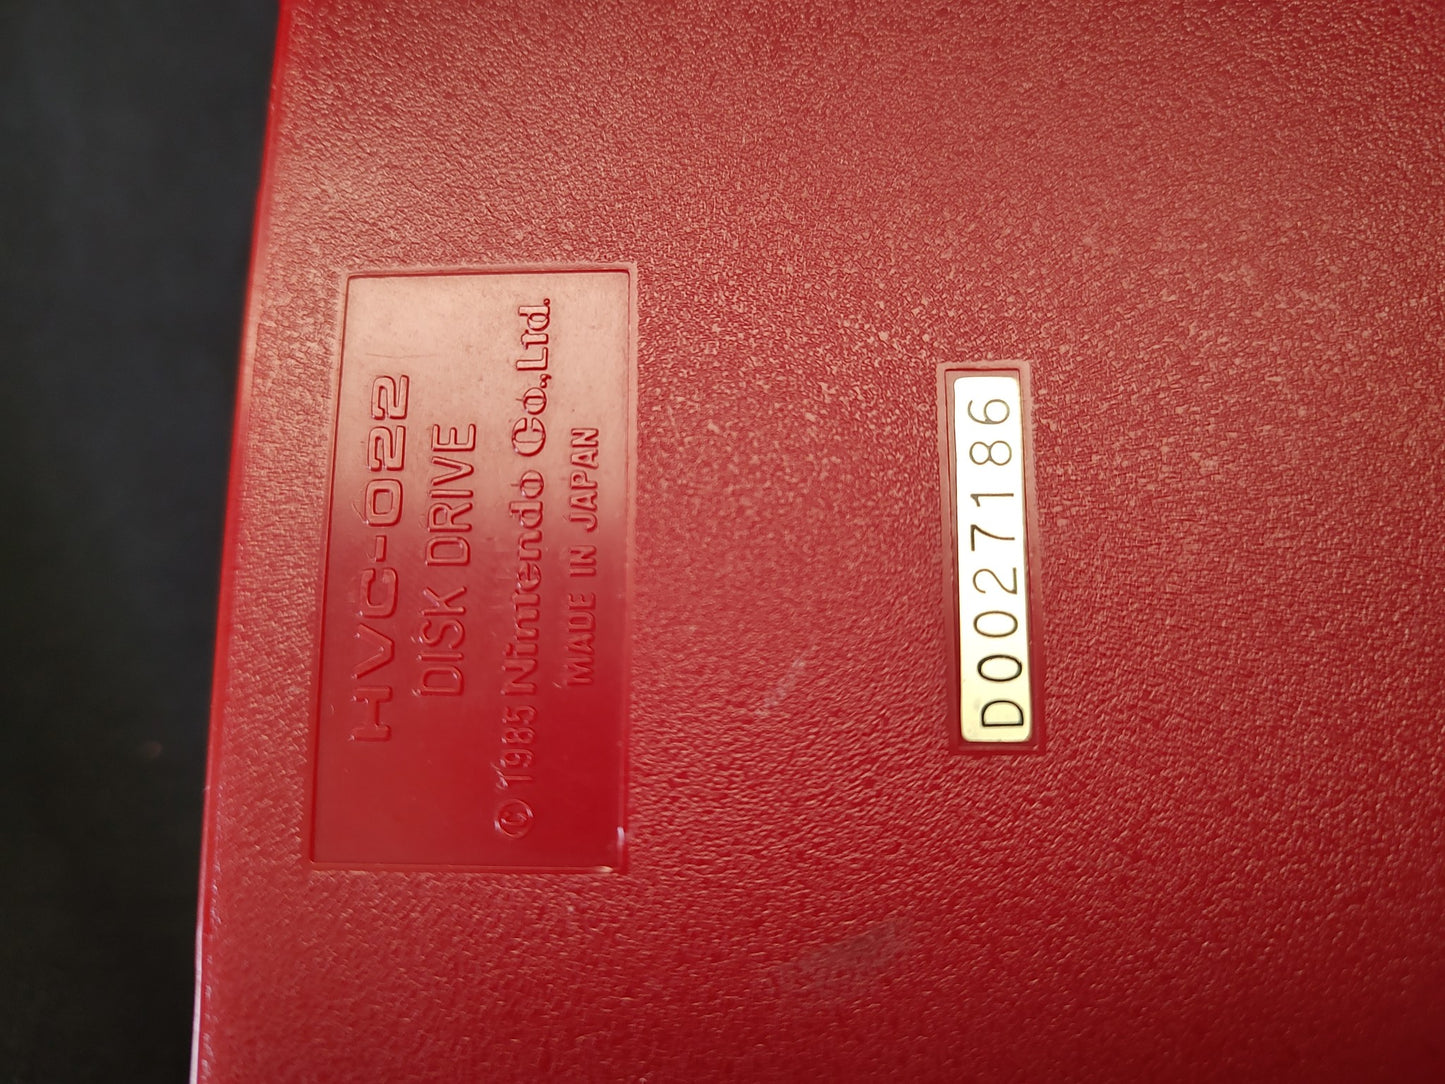 HVC-022
DISK DRIVE
© 1985 Nintendo Co.,Ltd.
MADE IN JAPAN
D0027186